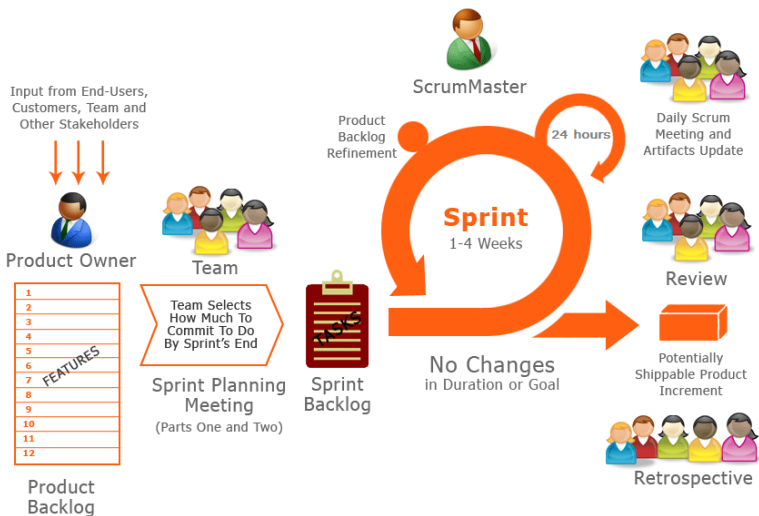 Input from End-Users,
Customers, Team and
Other Stakeholders
Product Owner
1
2
3
4
5
6
7
8
9
10
11
12
FEATURES
Product
Backlog
Team
Team Selects
How Much To
Commit To Do
By Sprint's End
Sprint Planning
Meeting
(Parts One and Two)
TASKS
Sprint
Backlog
ScrumMaster
Product
Backlog
Refinement
24 hours
Sprint
1-4 Weeks
No Changes
in Duration or Goal
Daily Scrum
Meeting and
Artifacts Update
Review
Potentially
Shippable Product
Increment
Retrospective